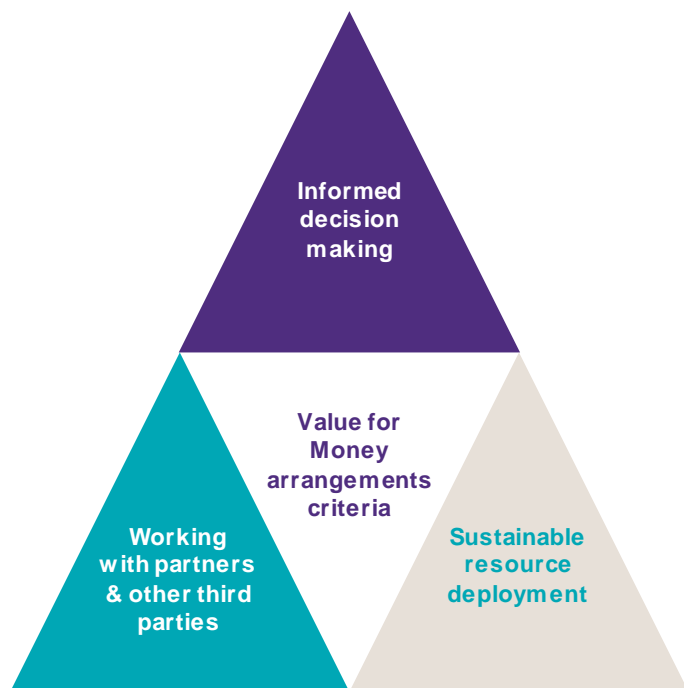 Informed
decision
making
Value for
Money
arrangements
criteria
Working
with partners
& other third
parties
Sustainable
resource
deployment